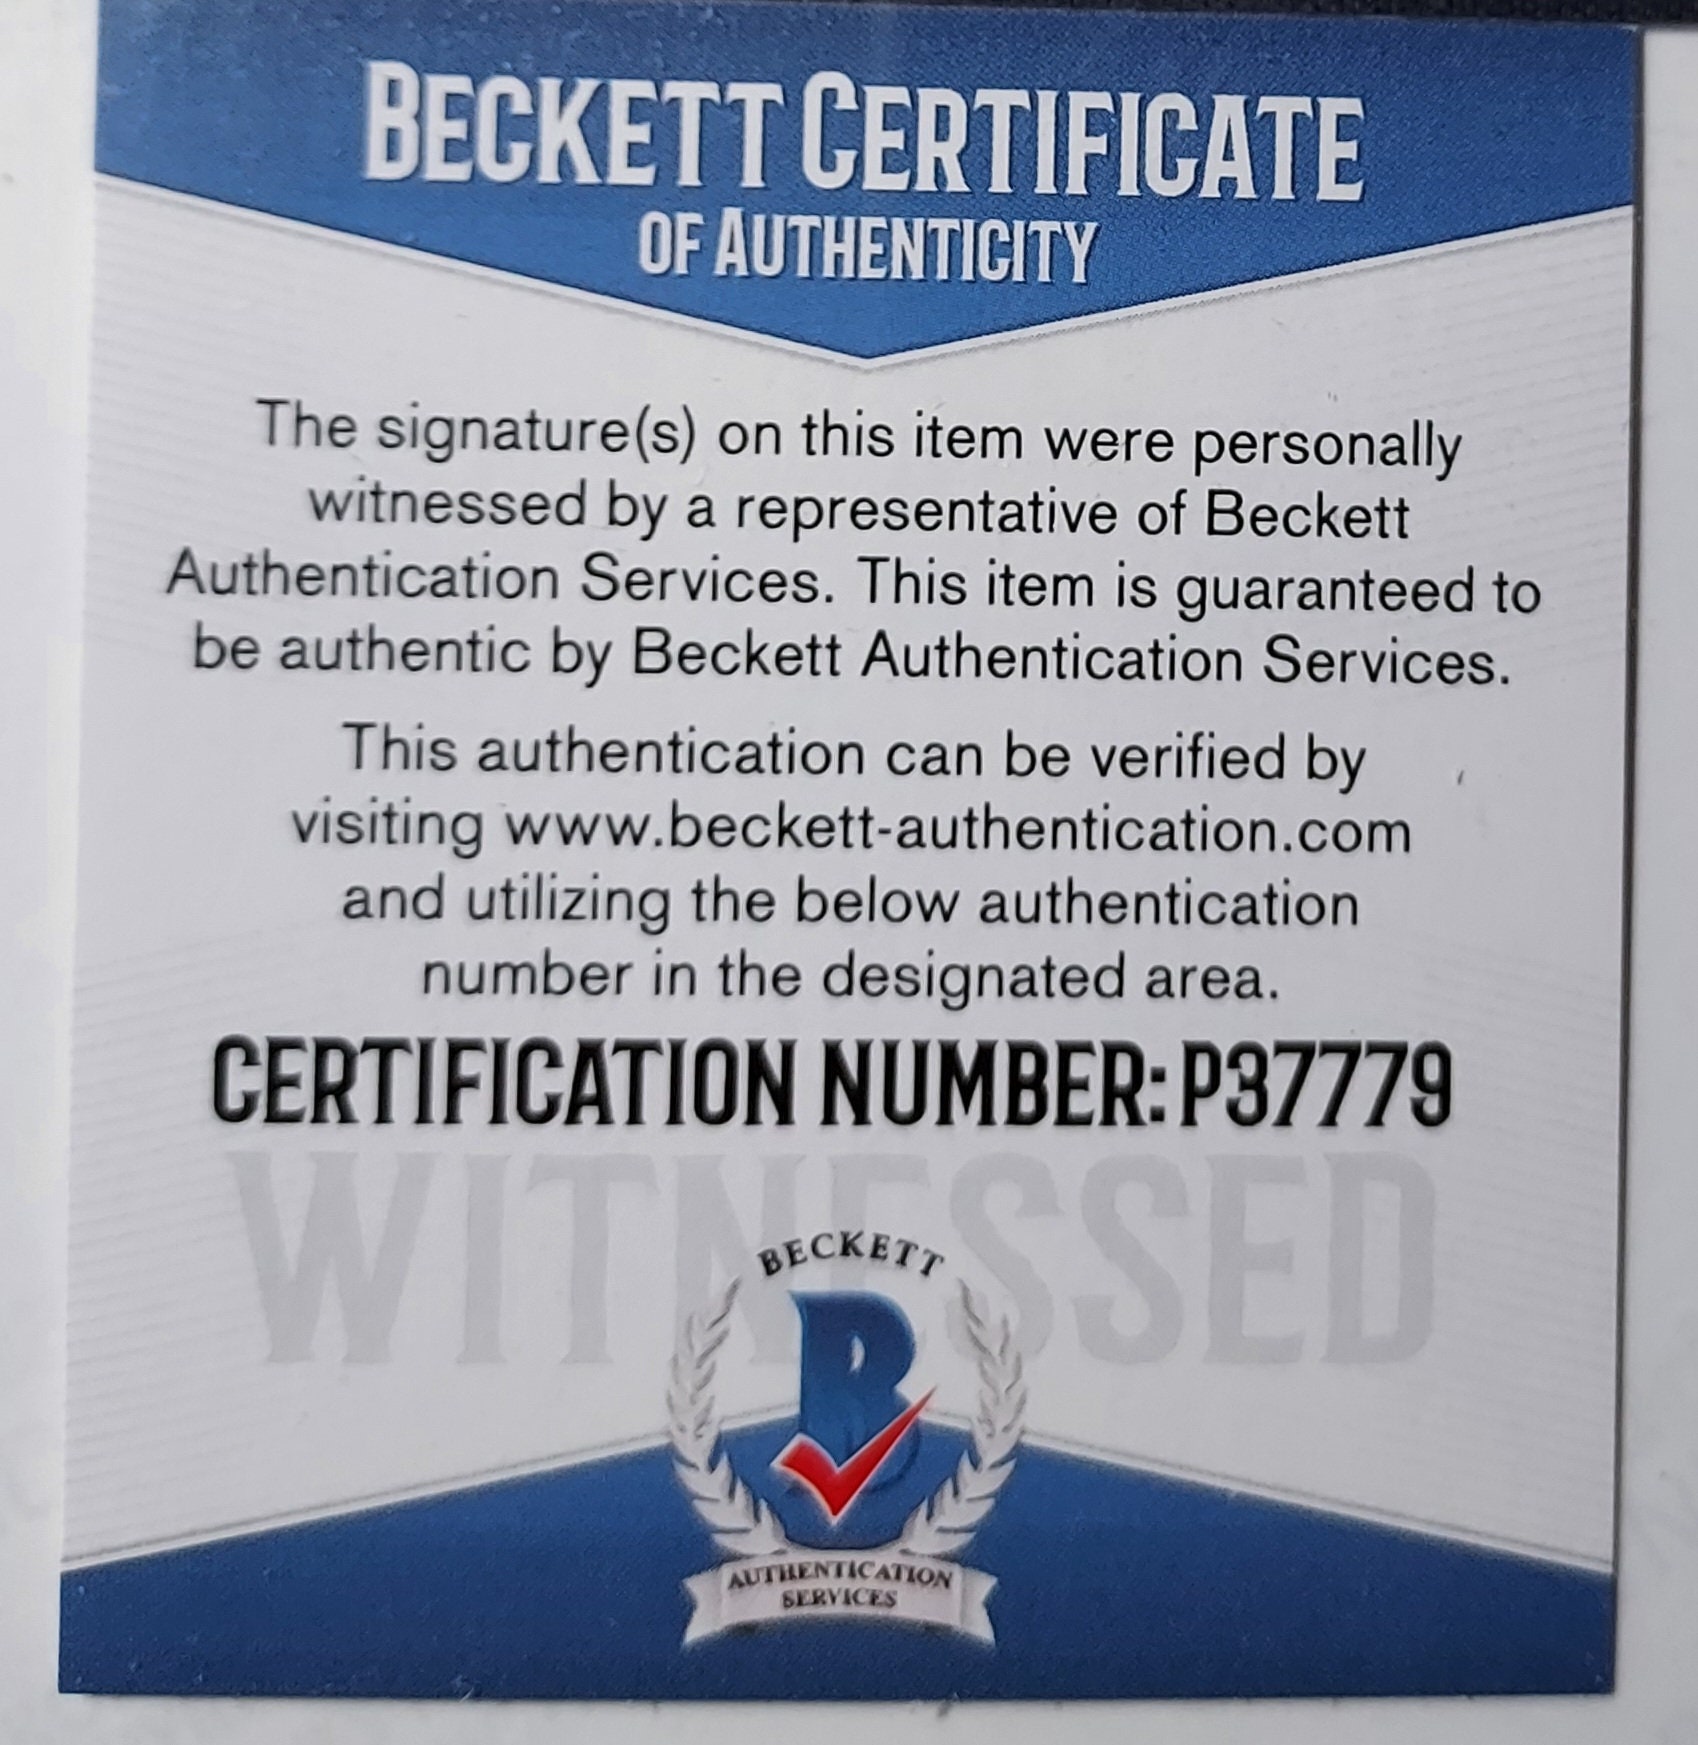 BECKETT CERTIFICATE
OF AUTHENTICITY
The signature(s) on this item were personally
witnessed by a representative of Beckett
Authentication Services. This item is guaranteed to
be authentic by Beckett Authentication Services.
This authentication can be verified by
visiting www.beckett-authentication.com
and utilizing the below authentication
number in the designated area.
CERTIFICATION NUMBER: P37779
WITNESSED
BECKETT
B
AUTHENTICATION
SERVICES